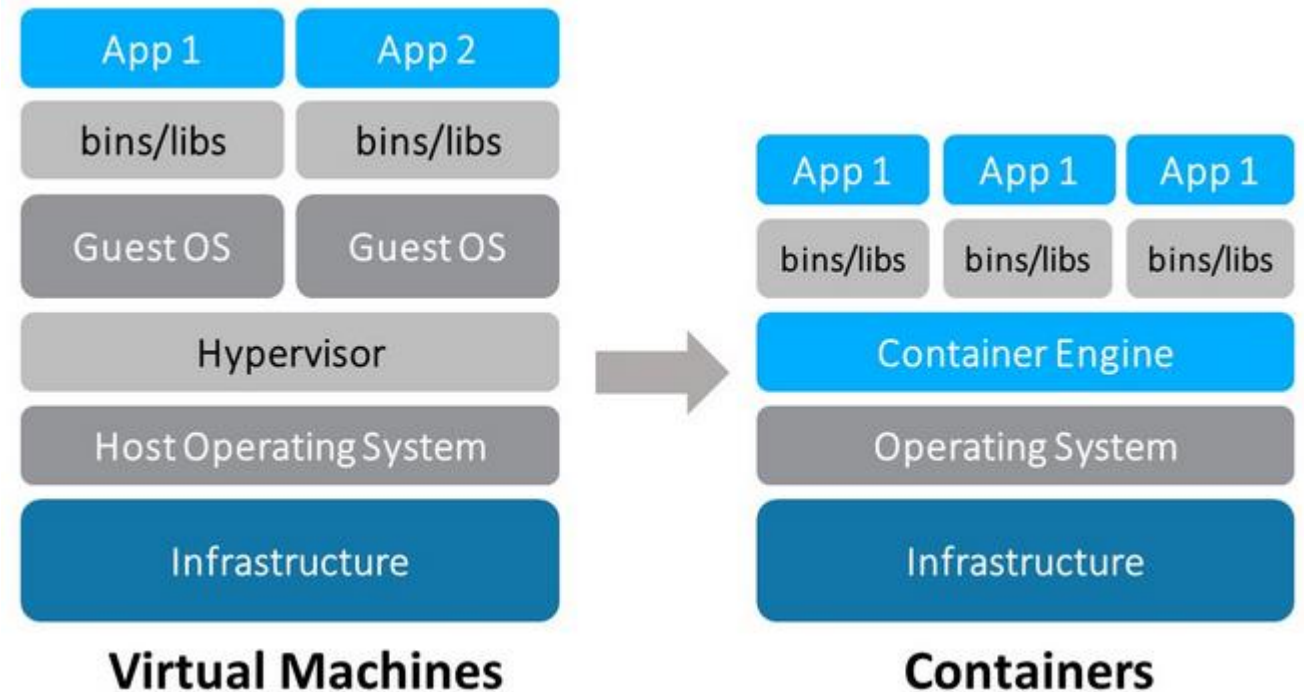 App 1
App 2
bins/libs
bins/libs
Guest OS
Guest OS
Hypervisor
Host Operating System
Infrastructure
Virtual Machines
App 1
App 1
App 1
bins/libs
bins/libs
bins/libs
Container Engine
Operating System
Infrastructure
Containers